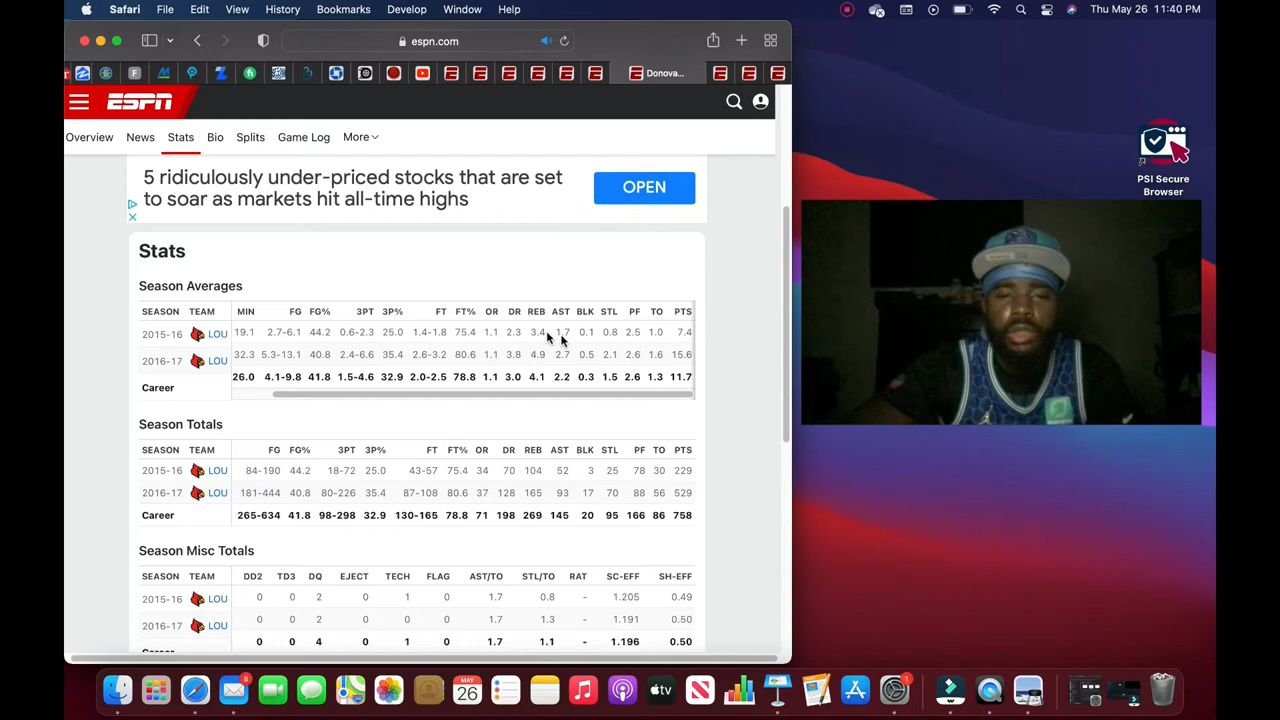 Safari File Edit View History Bookmarks Develop Window Help Thu May 26 11:40 PM
espn.com
Donova...
ESPN
Overview News Stats Bio Splits Game Log More
5 ridiculously under-priced stocks that are set
to soar as markets hit all-time highs
OPEN
Stats
Season Averages
SEASON TEAM MIN FG FG% 3PT 3P% FT FT% OR DR REB AST BLK STL PF TO PTS
2015-16 LOU 19.1 2.7-6.1 44.2 0.6-2.3 25.0 1.4-1.8 75.4 1.1 2.3 3.4 1.7 0.1 0.8 2.5 1.0 7.4
2016-17 LOU 32.3 5.3-13.1 40.8 2.4-6.6 35.4 2.6-3.2 80.6 1.1 3.8 4.9 2.7 0.5 2.1 2.6 1.6 15.6
Career 26.0 4.1-9.8 41.8 1.5-4.6 32.9 2.0-2.5 78.8 1.1 3.0 4.1 2.2 0.3 1.5 2.6 1.3 11.7
Season Totals
SEASON TEAM FG FG% 3PT 3P% FT FT% OR DR REB AST BLK STL PF TO PTS
2015-16 LOU 84-190 44.2 18-72 25.0 43-57 75.4 34 70 104 52 3 25 78 30 229
2016-17 LOU 181-444 40.8 80-226 35.4 87-108 80.6 37 128 165 93 17 70 88 56 529
Career 265-634 41.8 98-298 32.9 130-165 78.8 71 198 269 145 20 95 166 86 758
Season Misc Totals
SEASON TEAM DD2 TD3 DQ EJECT TECH FLAG AST/TO STL/TO RAT SC-EFF SH-EFF
2015-16 LOU 0 0 2 0 1 0 1.7 0.8 - 1.205 0.49
2016-17 LOU 0 0 2 0 0 0 1.7 1.3 - 1.191 0.50
Career 0 0 4 0 1 0 1.7 1.1 - 1.196 0.50
PSI Secure
Browser
8
MAY
26
tv
1